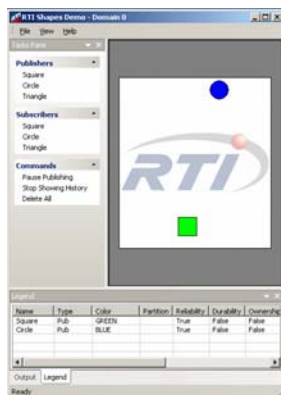 RTI Shapes Demo - Domain 0
File View Help
Tasks Pane
Publishers
Square
Circle
Triangle
Subscribers
Square
Circle
Triangle
Commands
Pause Publishing
Stop Showing History
Delete All
RTI
Legend
Name Type Color Partition Reliability Durability Ownership
Square Pub GREEN True False False
Circle Pub BLUE True False False
Output Legend
Ready